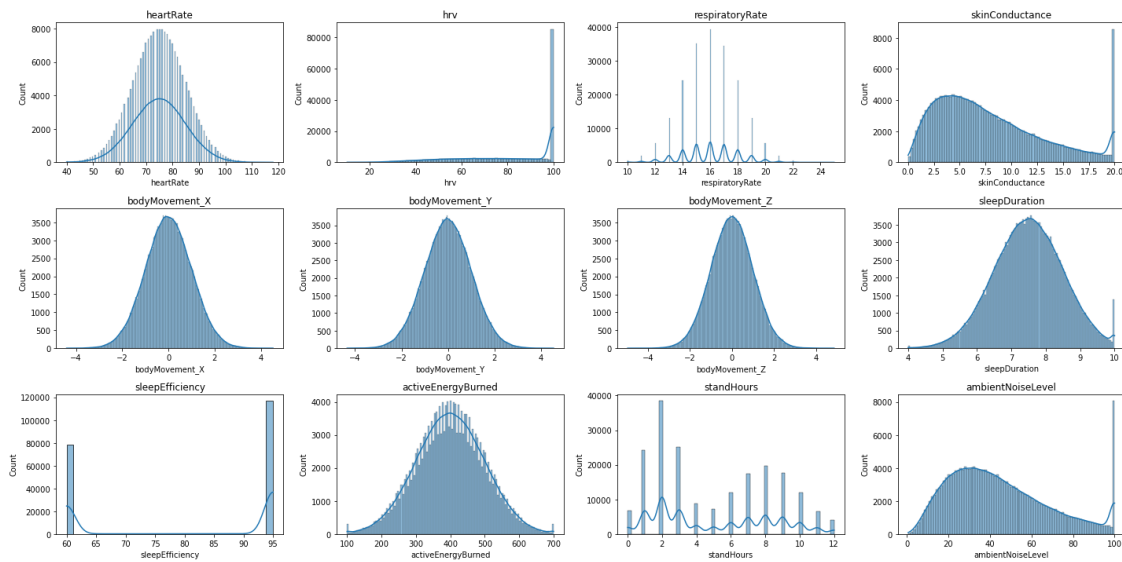 heartRate
8000
6000
4000
2000
0
Count
40 50 60 70 80 90 100 110 120
heartRate
hrv
80000
60000
40000
20000
0
Count
20 40 60 80 100
hrv
respiratoryRate
40000
30000
20000
10000
0
Count
10 12 14 16 18 20 22 24
respiratoryRate
skinConductance
8000
6000
4000
2000
0
Count
0.0 2.5 5.0 7.5 10.0 12.5 15.0 17.5 20.0
skinConductance
bodyMovement_X
3500
3000
2500
2000
1500
1000
500
0
Count
−4 −2 0 2 4
bodyMovement_X
bodyMovement_Y
3500
3000
2500
2000
1500
1000
500
0
Count
−4 −2 0 2 4
bodyMovement_Y
bodyMovement_Z
3500
3000
2500
2000
1500
1000
500
0
Count
−4 −2 0 2 4
bodyMovement_Z
sleepDuration
3500
3000
2500
2000
1500
1000
500
0
Count
4 5 6 7 8 9 10
sleepDuration
sleepEfficiency
120000
100000
80000
60000
40000
20000
0
Count
60 65 70 75 80 85 90 95
sleepEfficiency
activeEnergyBurned
4000
3000
2000
1000
0
Count
100 200 300 400 500 600 700
activeEnergyBurned
standHours
40000
30000
20000
10000
0
Count
0 2 4 6 8 10 12
standHours
ambientNoiseLevel
8000
6000
4000
2000
0
Count
0 20 40 60 80 100
ambientNoiseLevel